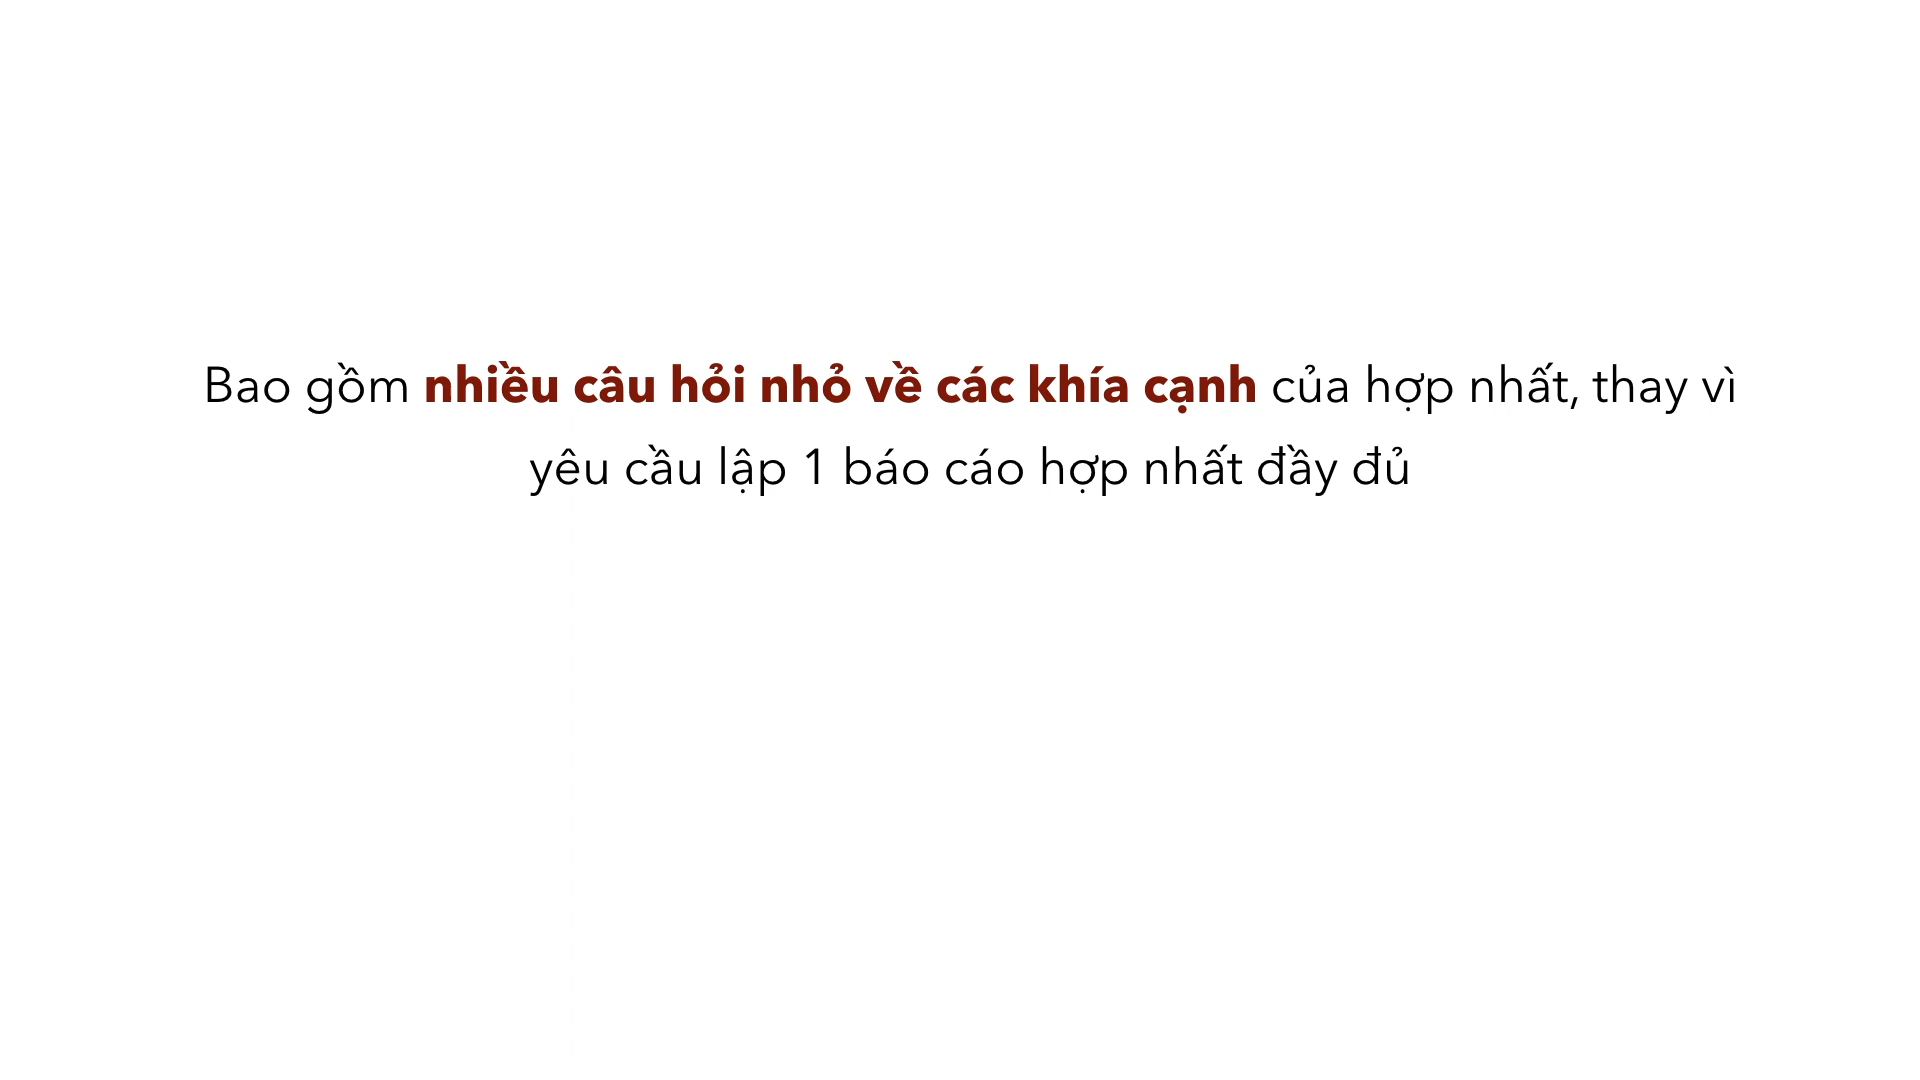 Bao gồm nhiều câu hỏi nhỏ về các khía cạnh của hợp nhất, thay vì
yêu cầu lập 1 báo cáo hợp nhất đầy đủ